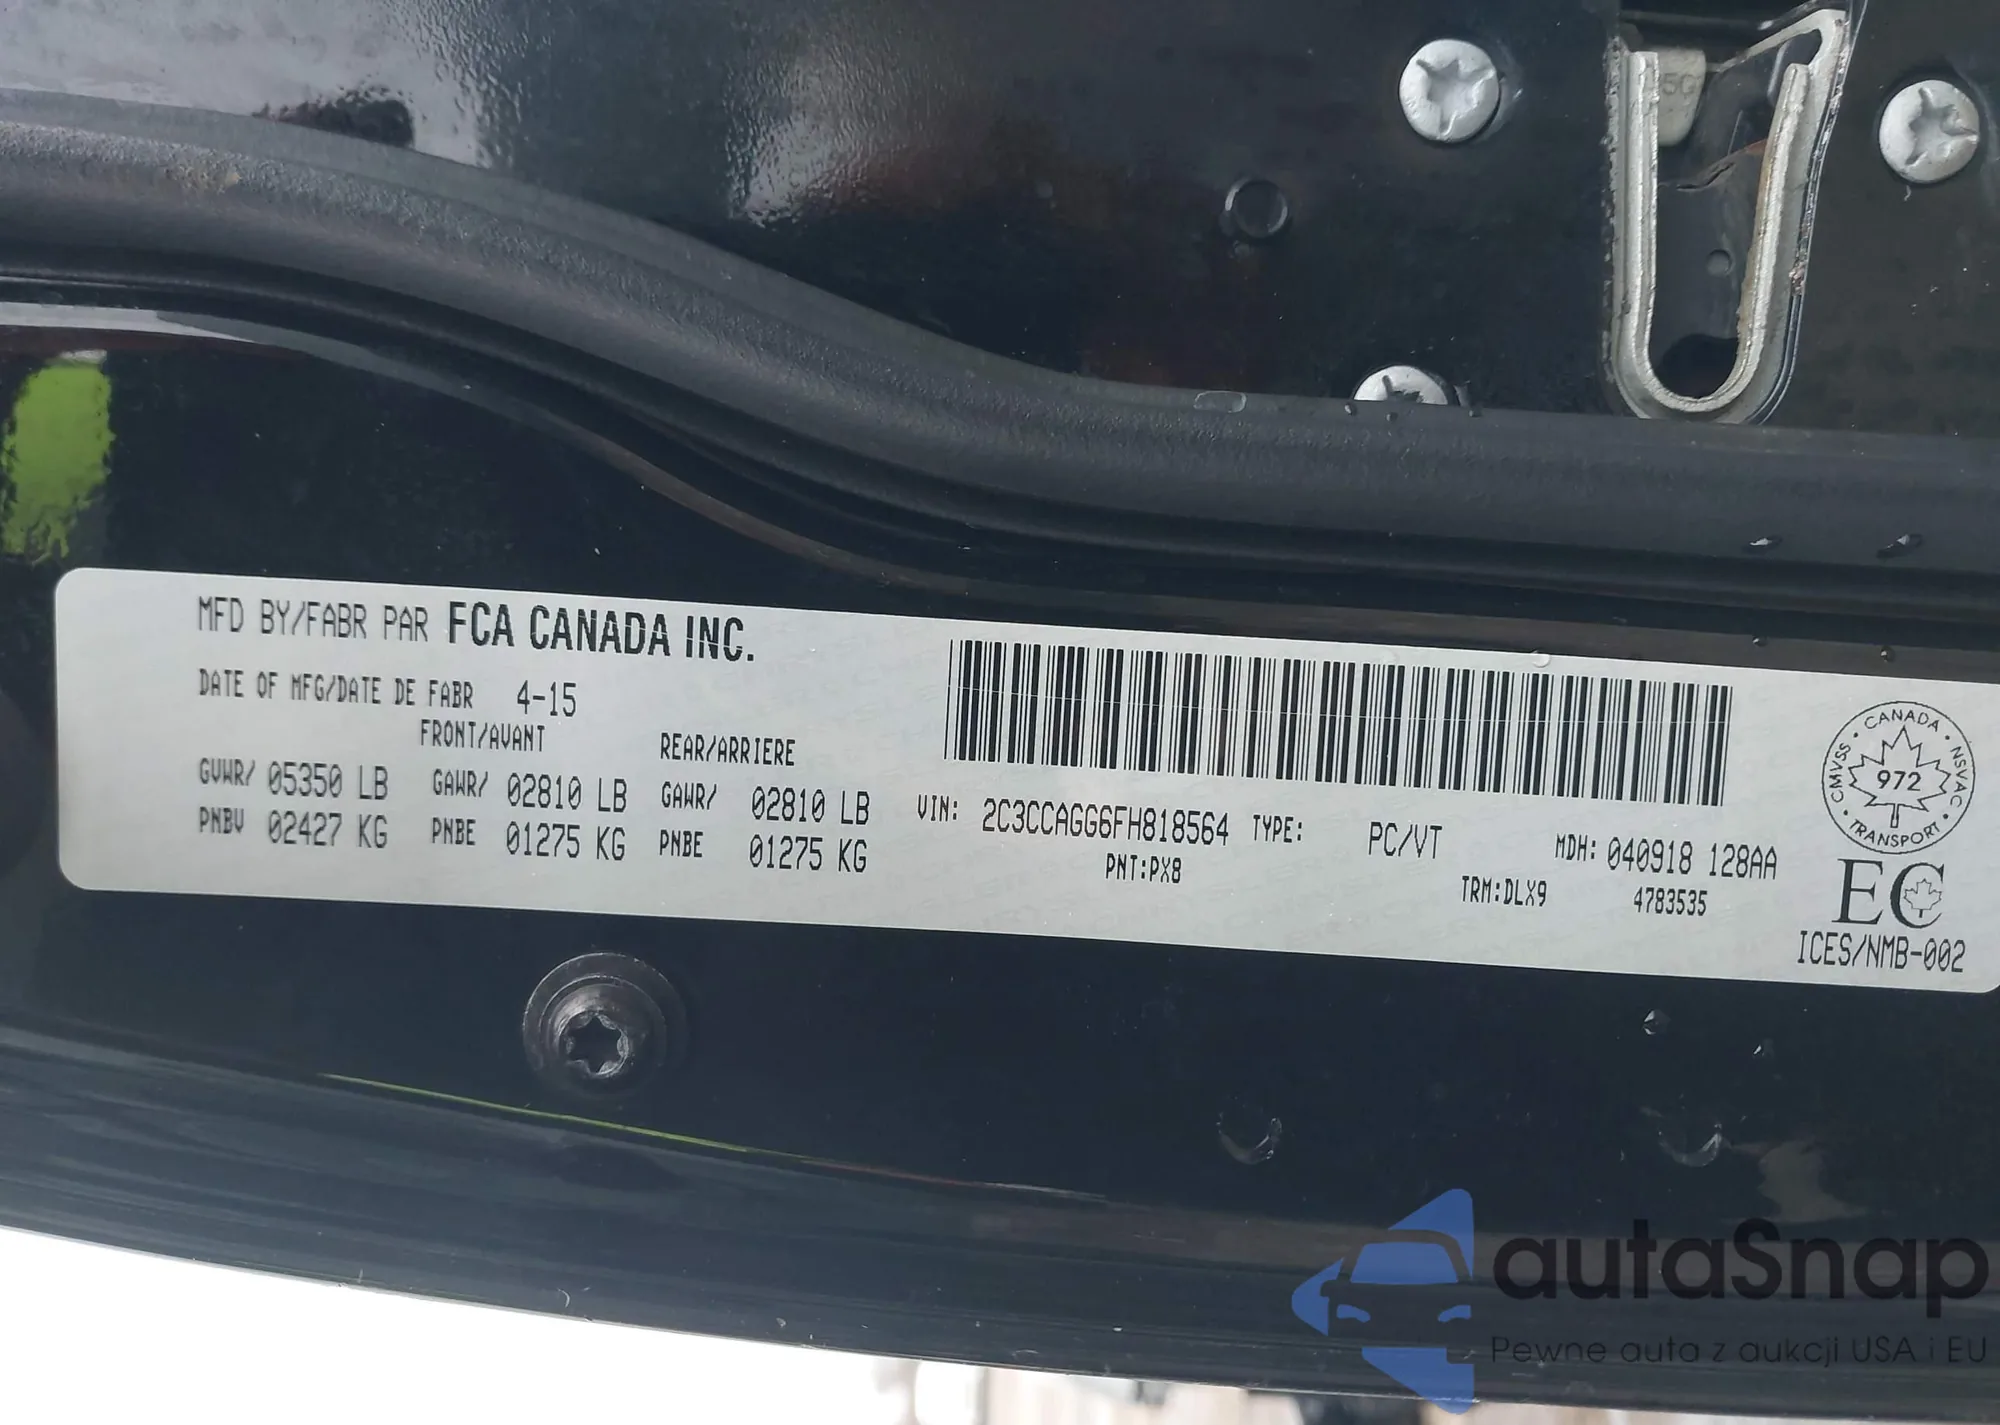 MFD BY/FABR PAR FCA CANADA INC.
DATE OF MFG/DATE DE FABR 4-15
FRONT/AVANT REAR/ARRIERE
GVWR/ 05350 LB GAWR/ 02810 LB GAWR/ 02810 LB
PNBV 02427 KG PNBE 01275 KG PNBE 01275 KG
VIN: 2C3CCAGG6FH818564 TYPE: PC/VT MDH: 040918 128AA
PNT:PX8 TRM:DLX9 4783535
CANADA · NSVAC · TRANSPORT · CMVSS ·
972
EC
ICES/NMB-002
5G
autaSnap
Pewne auta z aukcji USA i EU